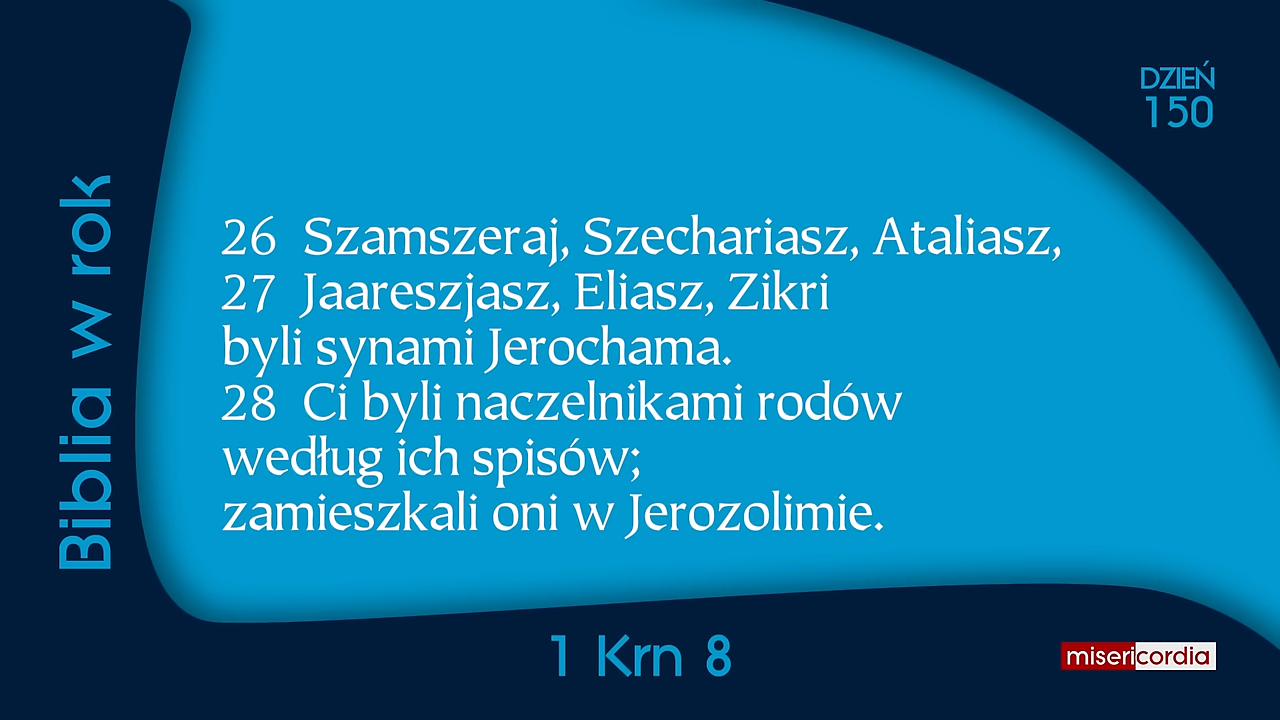 DZIEŃ
150
Biblia w rok
26 Szamszeraj, Szechariasz, Ataliasz,
27 Jaareszjasz, Eliasz, Zikri
byli synami Jerochama.
28 Ci byli naczelnikami rodów
według ich spisów;
zamieszkali oni w Jerozolimie.
1 Krn 8
misericordia